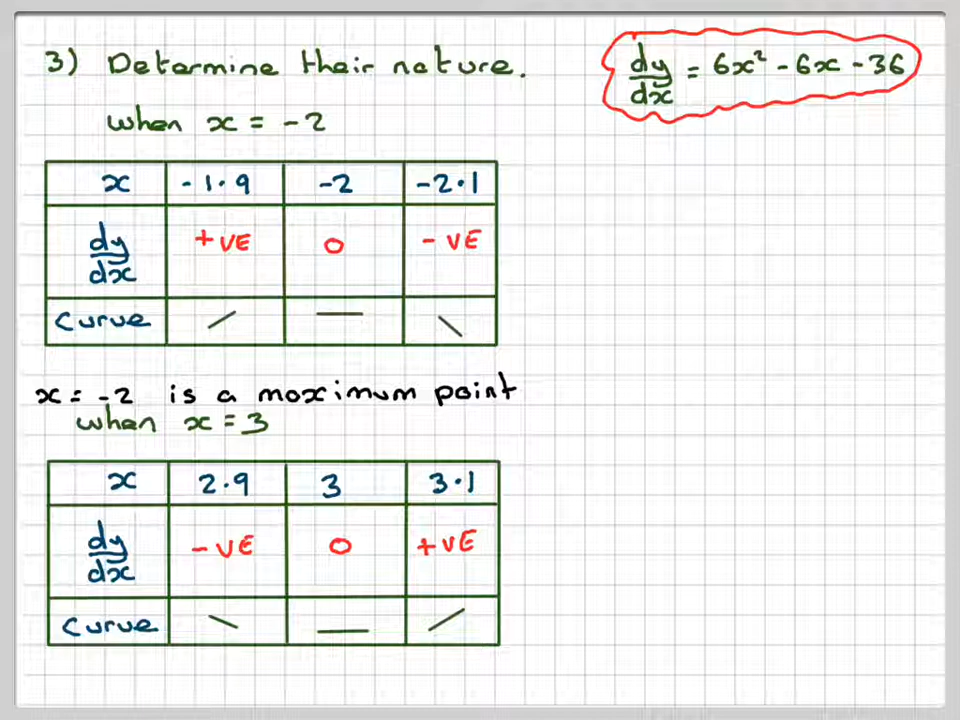 3) Determine their nature.
dy/dx = 6x² - 6x - 36
when x = -2
x -1.9 -2 -2.1
dy/dx +VE 0 -VE
Curve / — \
x = -2 is a maximum point
when x = 3
x 2.9 3 3.1
dy/dx -VE 0 +VE
Curve \ — /